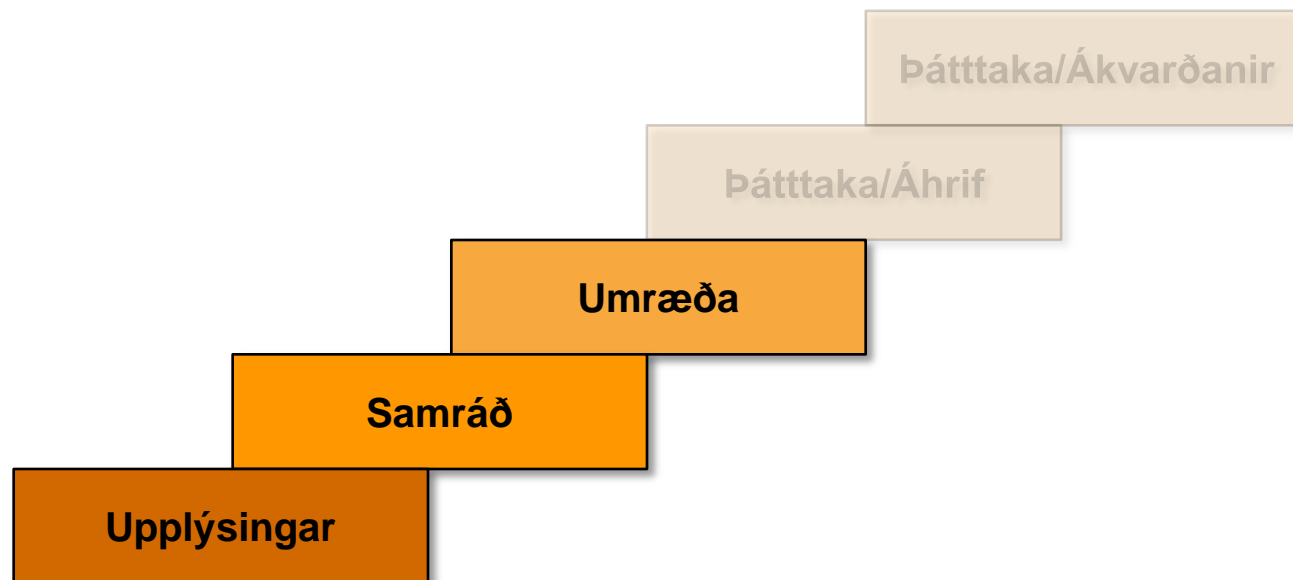 Þátttaka/Ákvarðanir
Þátttaka/Áhrif
Umræða
Samráð
Upplýsingar